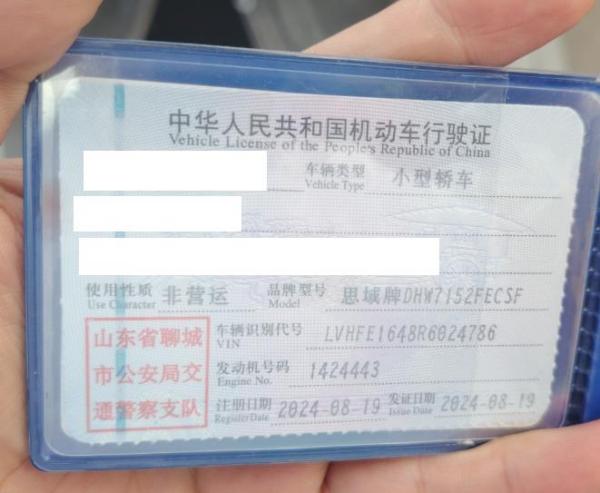 中华人民共和国机动车行驶证
Vehicle License of the People's Republic of China
车辆类型 小型轿车
Vehicle Type
使用性质 非营运 品牌型号 思域牌DHW7152FECSF
Use Character Model
山东省聊城 车辆识别代号 LVHFE1648R6024786
VIN
市公安局交 发动机号码 1424443
Engine No.
通警察支队 注册日期 2024-08-19 发证日期 2024-08-19
Register Date Issue Date